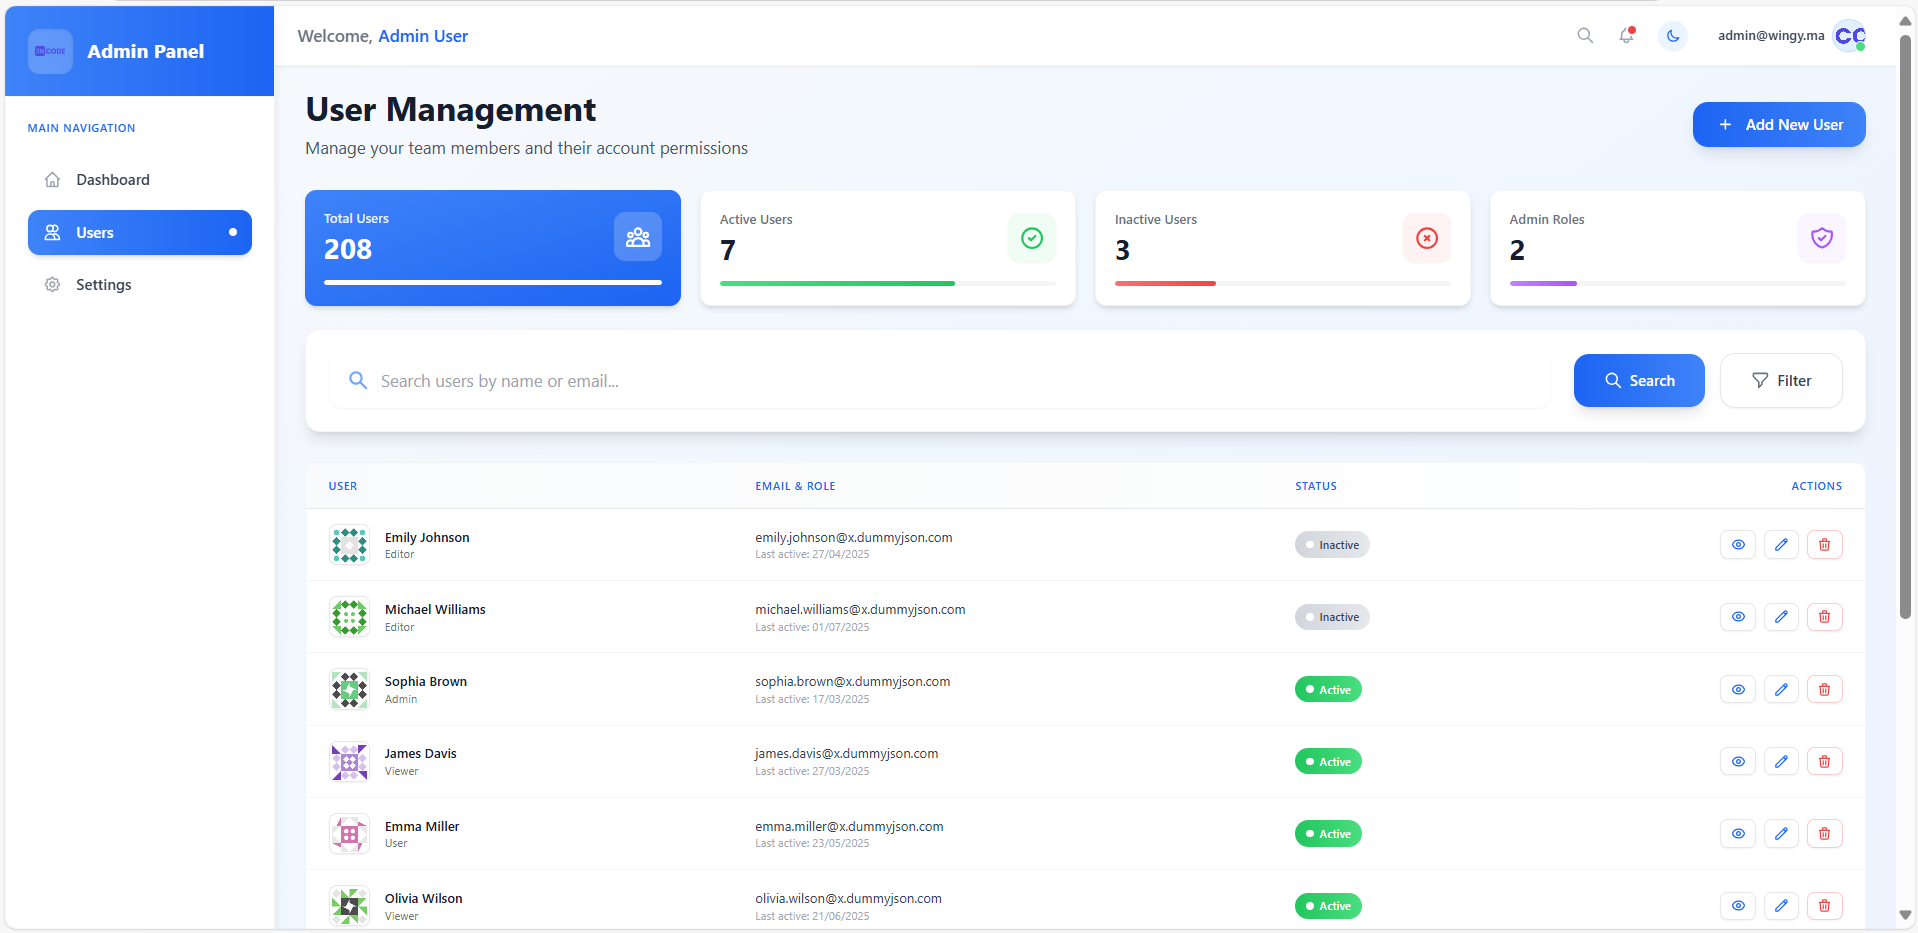 INCODE
Admin Panel
Welcome, Admin User
admin@wingy.ma
MAIN NAVIGATION
Dashboard
Users
Settings
User Management
Manage your team members and their account permissions
+ Add New User
Total Users
208
Active Users
7
Inactive Users
3
Admin Roles
2
Search users by name or email...
Search
Filter
USER EMAIL & ROLE STATUS ACTIONS
Emily Johnson emily.johnson@x.dummyjson.com Inactive
Editor Last active: 27/04/2025
Michael Williams michael.williams@x.dummyjson.com Inactive
Editor Last active: 01/07/2025
Sophia Brown sophia.brown@x.dummyjson.com Active
Admin Last active: 17/03/2025
James Davis james.davis@x.dummyjson.com Active
Viewer Last active: 27/03/2025
Emma Miller emma.miller@x.dummyjson.com Active
User Last active: 23/05/2025
Olivia Wilson olivia.wilson@x.dummyjson.com Active
Viewer Last active: 21/06/2025